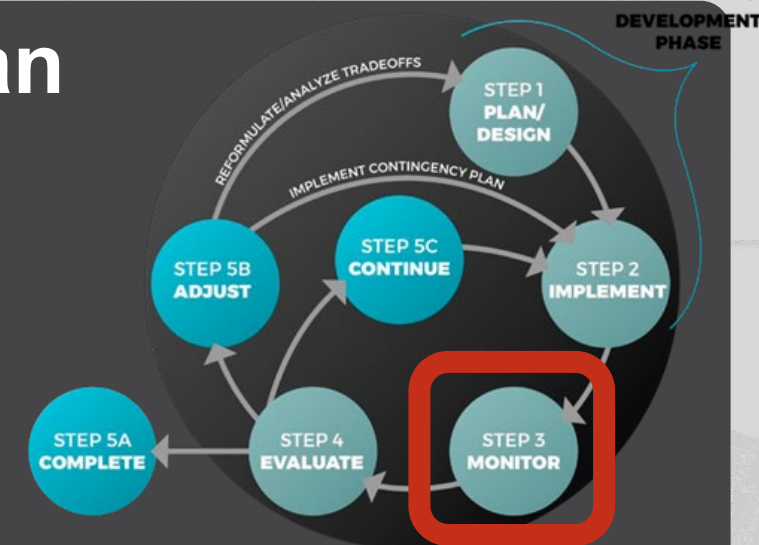 an
DEVELOPMENT
PHASE
REFORMULATE/ANALYZE TRADEOFFS
STEP 1
PLAN/
DESIGN
IMPLEMENT CONTINGENCY PLAN
STEP 5B
ADJUST
STEP 5C
CONTINUE
STEP 2
IMPLEMENT
STEP 5A
COMPLETE
STEP 4
EVALUATE
STEP 3
MONITOR